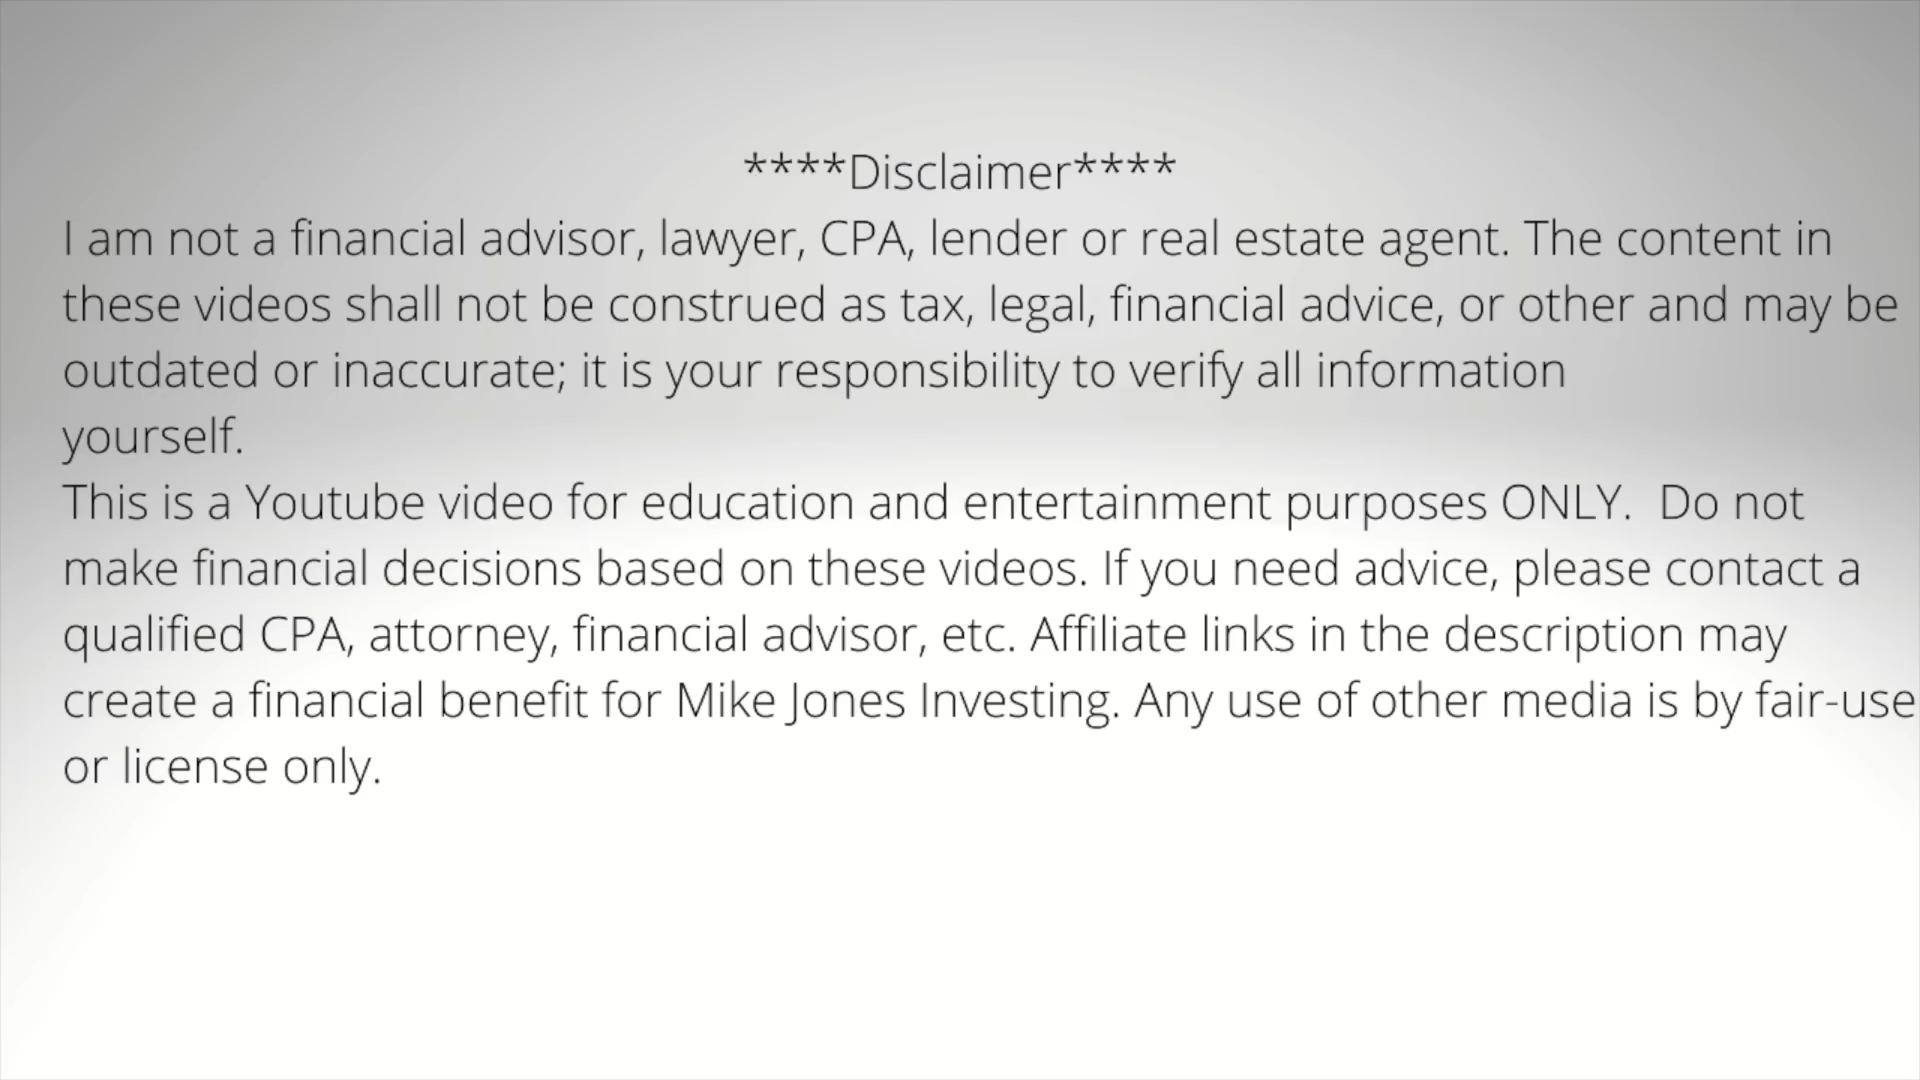 ****Disclaimer****
I am not a financial advisor, lawyer, CPA, lender or real estate agent. The content in
these videos shall not be construed as tax, legal, financial advice, or other and may be
outdated or inaccurate; it is your responsibility to verify all information
yourself.
This is a Youtube video for education and entertainment purposes ONLY.  Do not
make financial decisions based on these videos. If you need advice, please contact a
qualified CPA, attorney, financial advisor, etc. Affiliate links in the description may
create a financial benefit for Mike Jones Investing. Any use of other media is by fair-use
or license only.